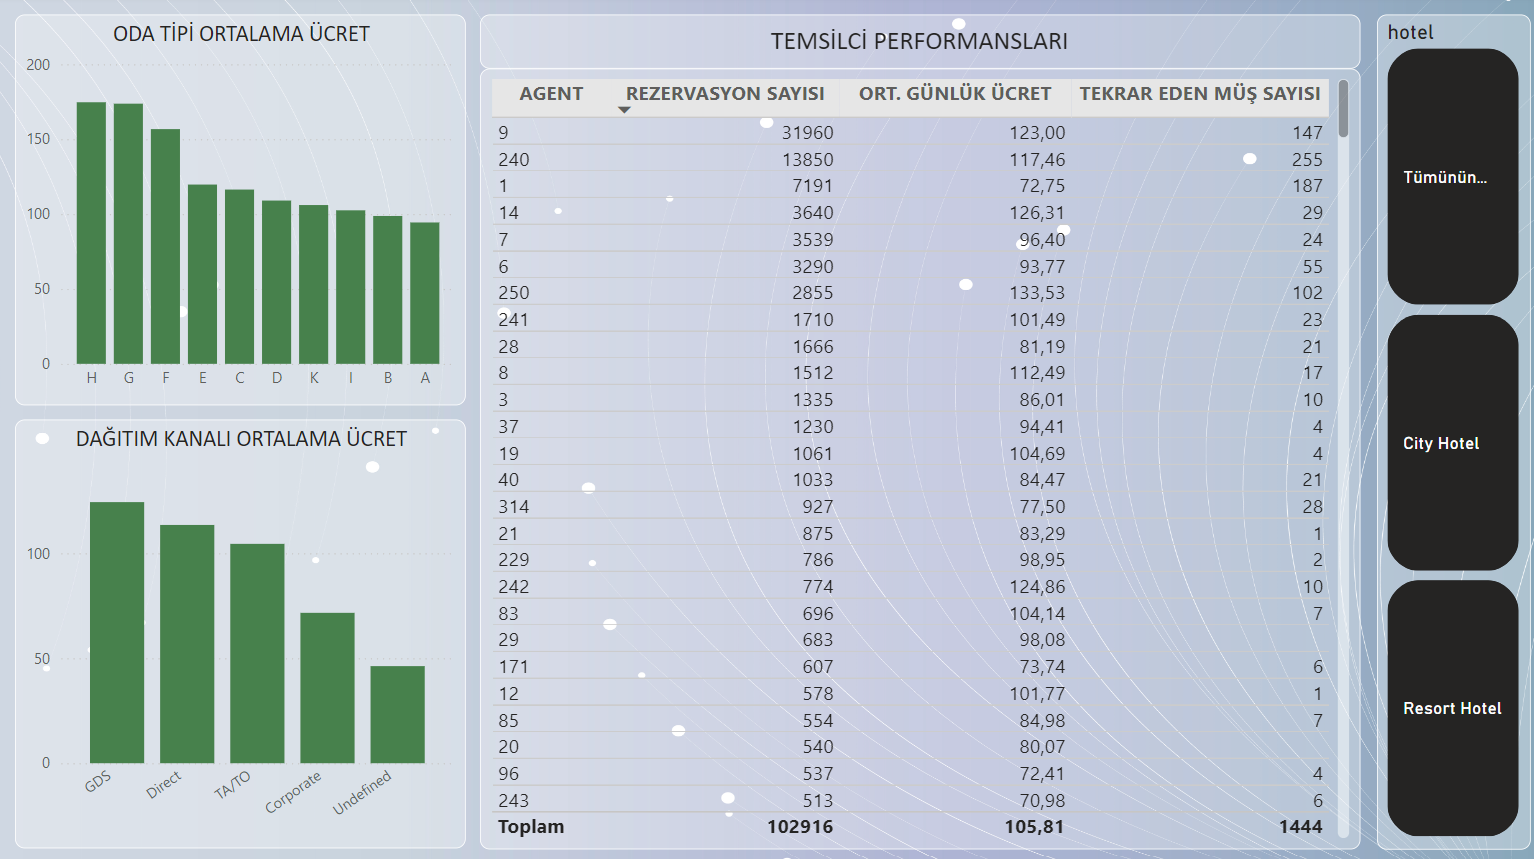 ODA TİPİ ORTALAMA ÜCRET
200
150
100
50
0
H G F E C D K I B A
DAĞITIM KANALI ORTALAMA ÜCRET
100
50
0
GDS Direct TA/TO Corporate Undefined
TEMSİLCİ PERFORMANSLARI
AGENT REZERVASYON SAYISI ORT. GÜNLÜK ÜCRET TEKRAR EDEN MÜŞ SAYISI
9 31960 123,00 147
240 13850 117,46 255
1 7191 72,75 187
14 3640 126,31 29
7 3539 96,40 24
6 3290 93,77 55
250 2855 133,53 102
241 1710 101,49 23
28 1666 81,19 21
8 1512 112,49 17
3 1335 86,01 10
37 1230 94,41 4
19 1061 104,69 4
40 1033 84,47 21
314 927 77,50 28
21 875 83,29 1
229 786 98,95 2
242 774 124,86 10
83 696 104,14 7
29 683 98,08
171 607 73,74 6
12 578 101,77 1
85 554 84,98 7
20 540 80,07
96 537 72,41 4
243 513 70,98 6
Toplam 102916 105,81 1444
hotel
Tümünün...
City Hotel
Resort Hotel